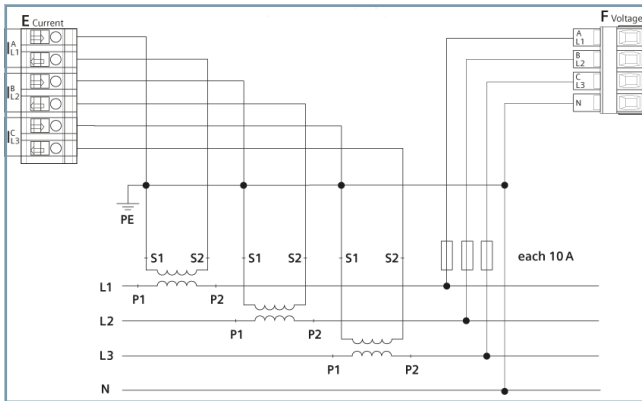 E Current
F Voltage
A
L1
B
L2
C
L3
A
L1
B
L2
C
L3
N
PE
S1 S2 S1 S2 S1 S2
each 10 A
L1
P1 P2
L2
P1 P2
L3
P1 P2
N